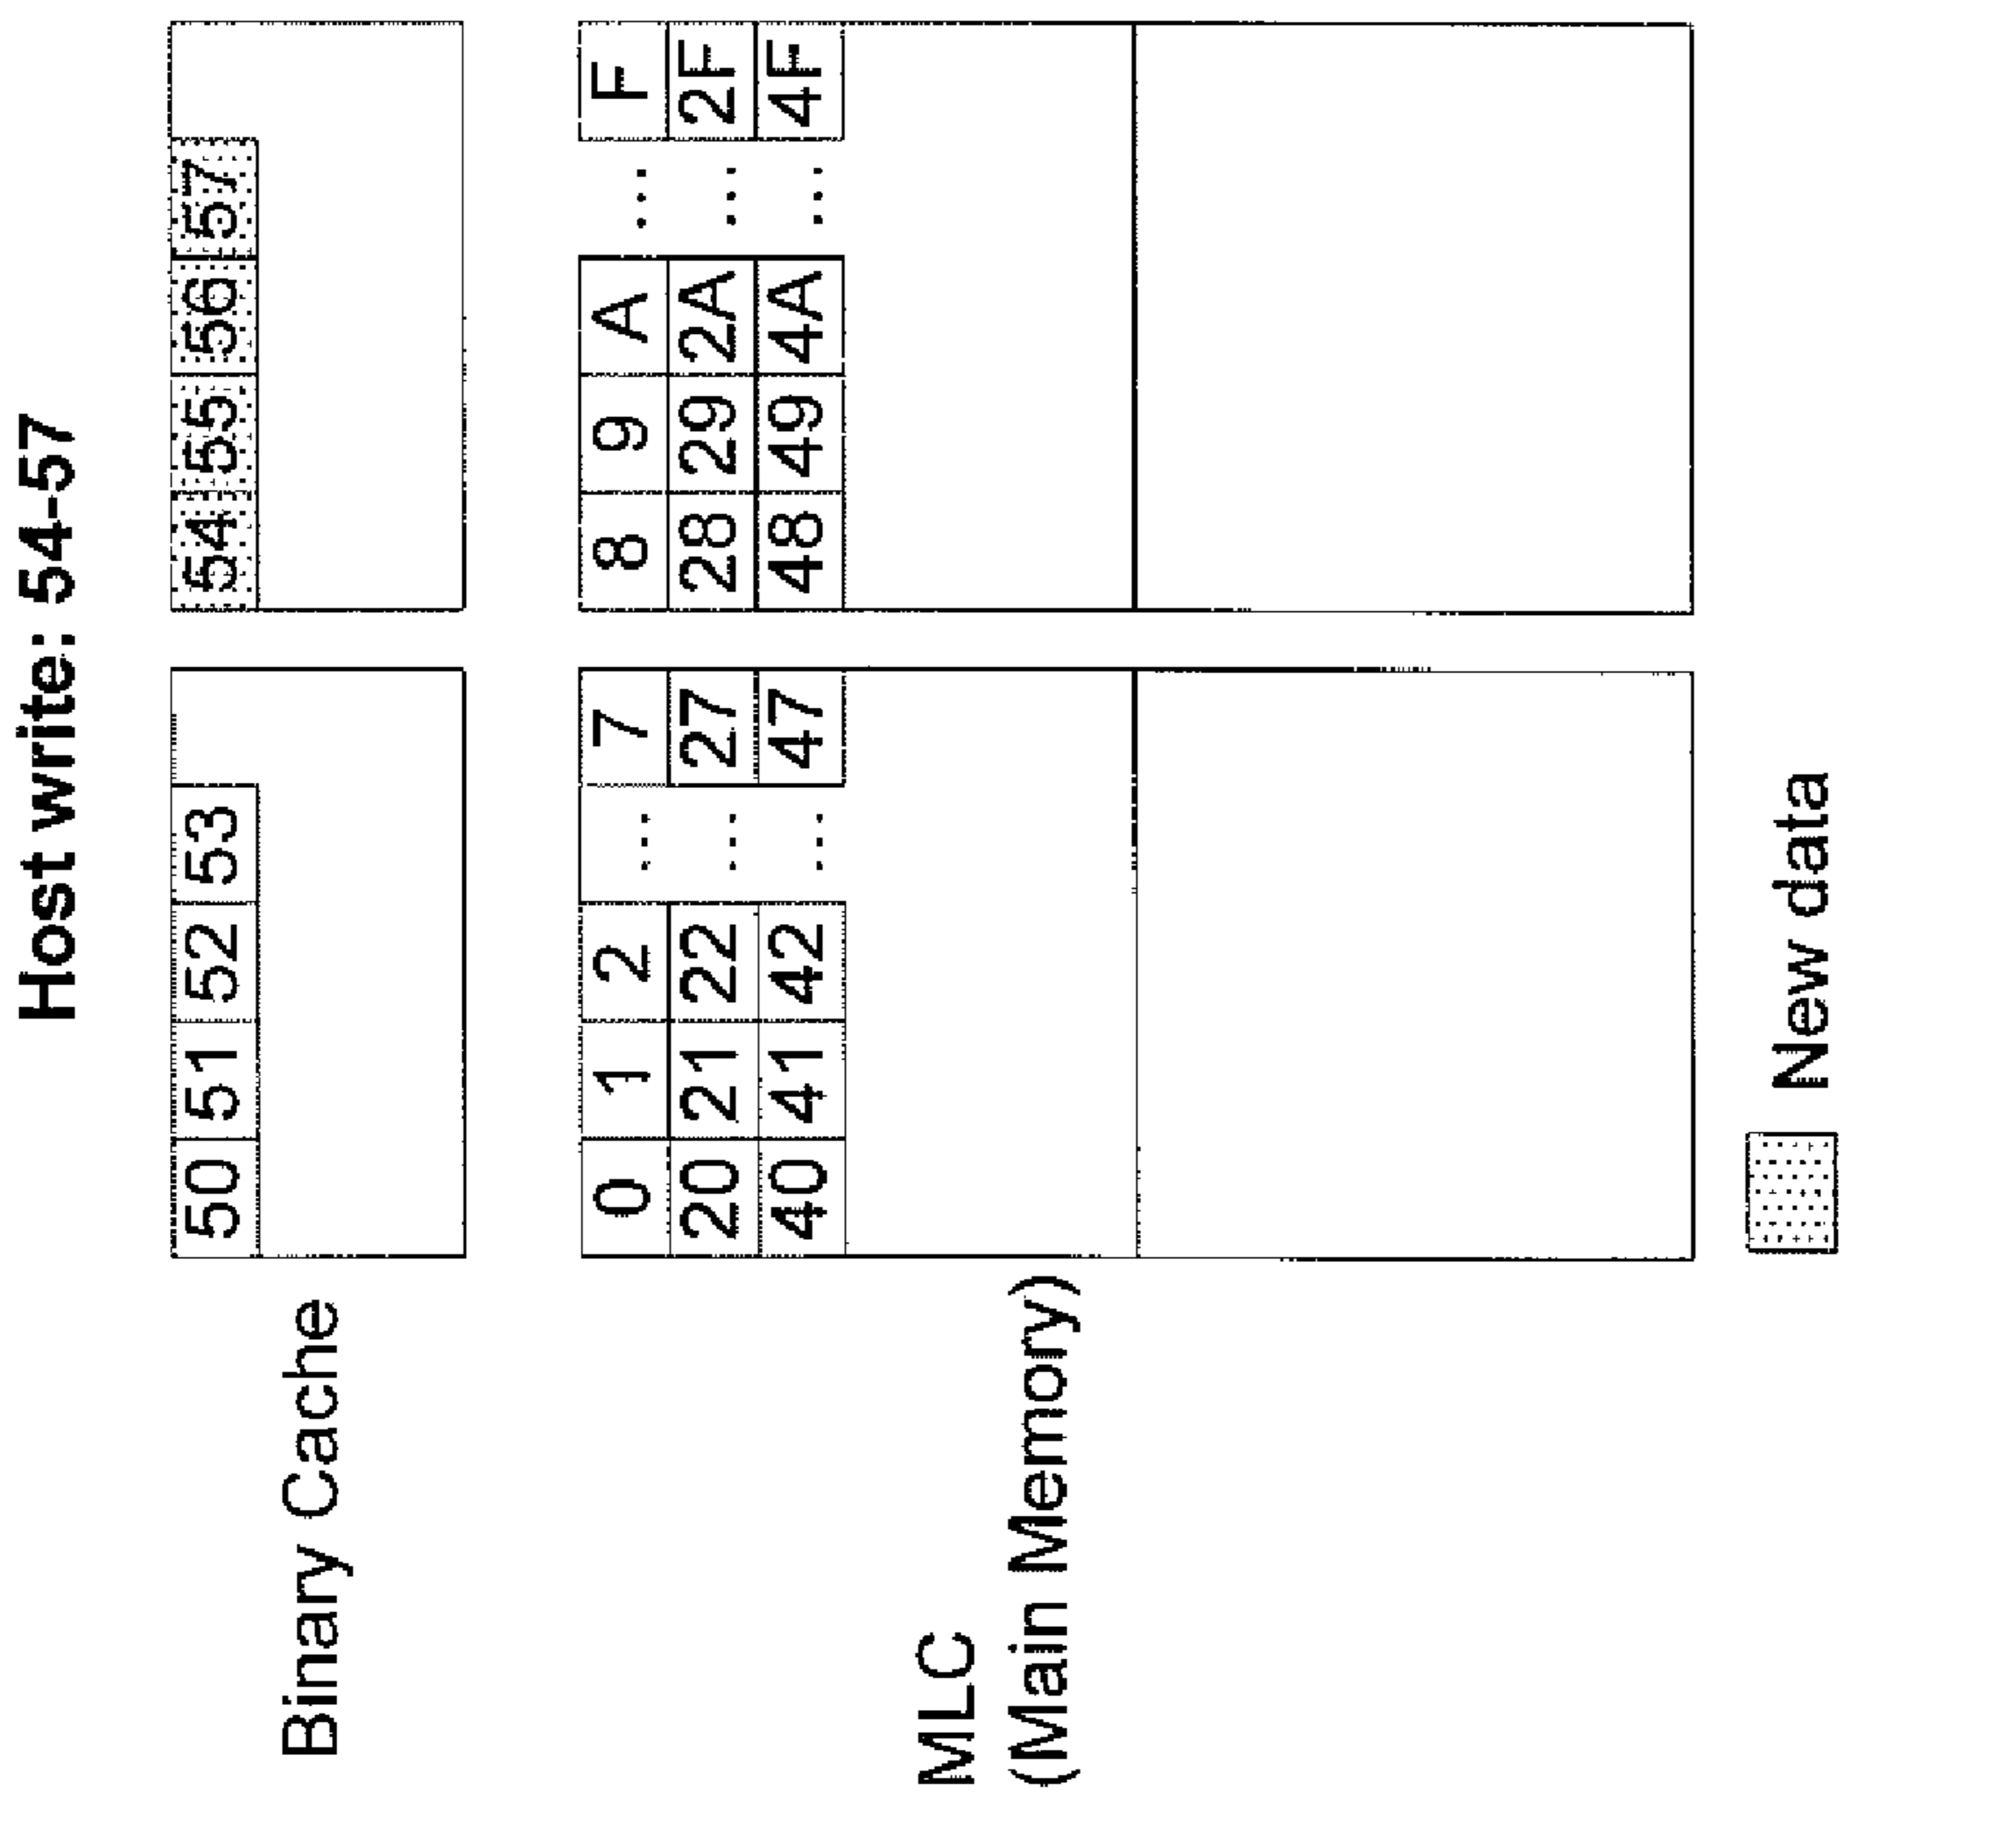 Host write: 54-57
Binary Cache
50 51 52 53
54 55 56 57
MLC
(Main Memory)
0 1 2 ... 7
20 21 22 ... 27
40 41 42 ... 47
8 9 A ... F
28 29 2A ... 2F
48 49 4A ... 4F
New data